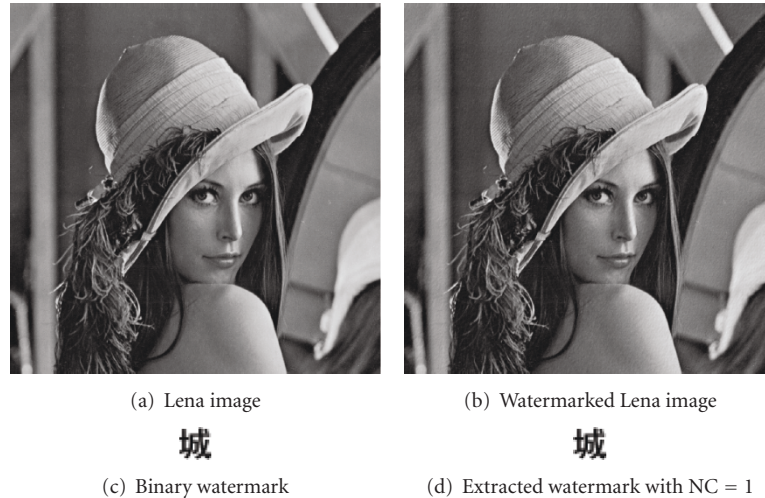 (a) Lena image
(b) Watermarked Lena image
城
城
(c) Binary watermark
(d) Extracted watermark with NC = 1